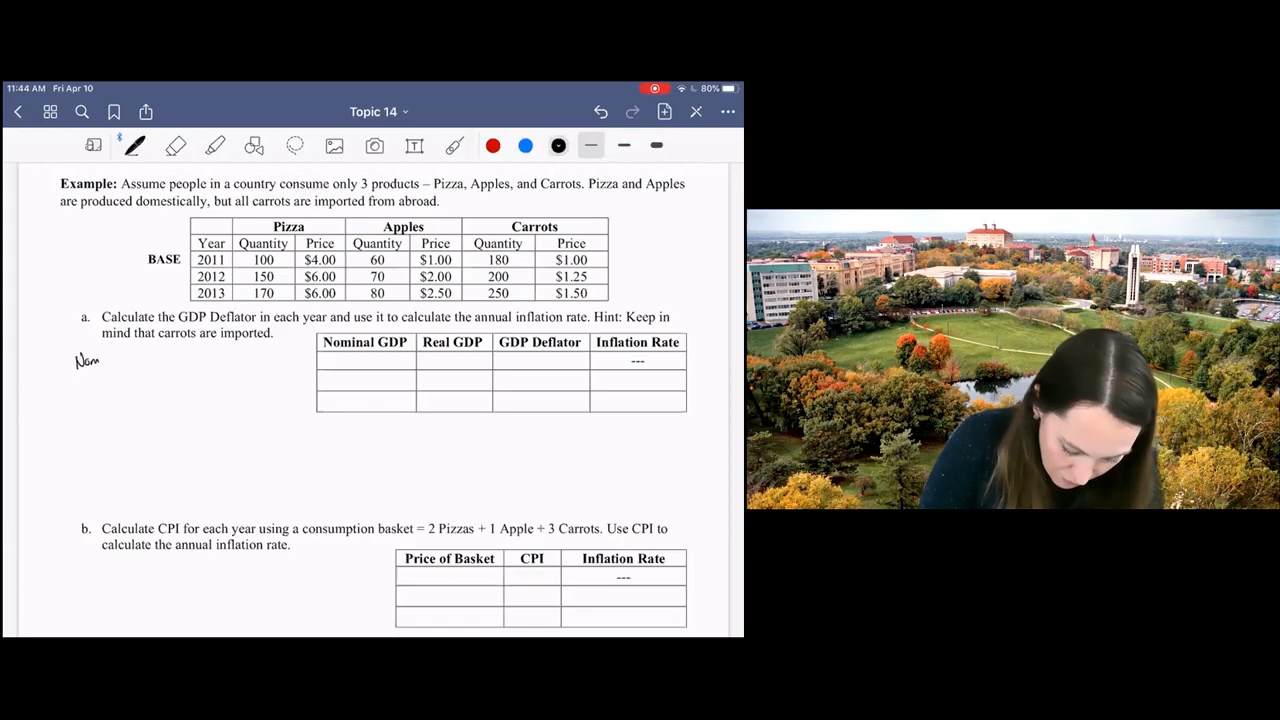 11:44 AM Fri Apr 10
80%
Topic 14
T
Example: Assume people in a country consume only 3 products – Pizza, Apples, and Carrots. Pizza and Apples
are produced domestically, but all carrots are imported from abroad.
Pizza Apples Carrots
Year Quantity Price Quantity Price Quantity Price
BASE 2011 100 $4.00 60 $1.00 180 $1.00
2012 150 $6.00 70 $2.00 200 $1.25
2013 170 $6.00 80 $2.50 250 $1.50
a. Calculate the GDP Deflator in each year and use it to calculate the annual inflation rate. Hint: Keep in
mind that carrots are imported.
Nominal GDP Real GDP GDP Deflator Inflation Rate
---
Nom
b. Calculate CPI for each year using a consumption basket = 2 Pizzas + 1 Apple + 3 Carrots. Use CPI to
calculate the annual inflation rate.
Price of Basket CPI Inflation Rate
---